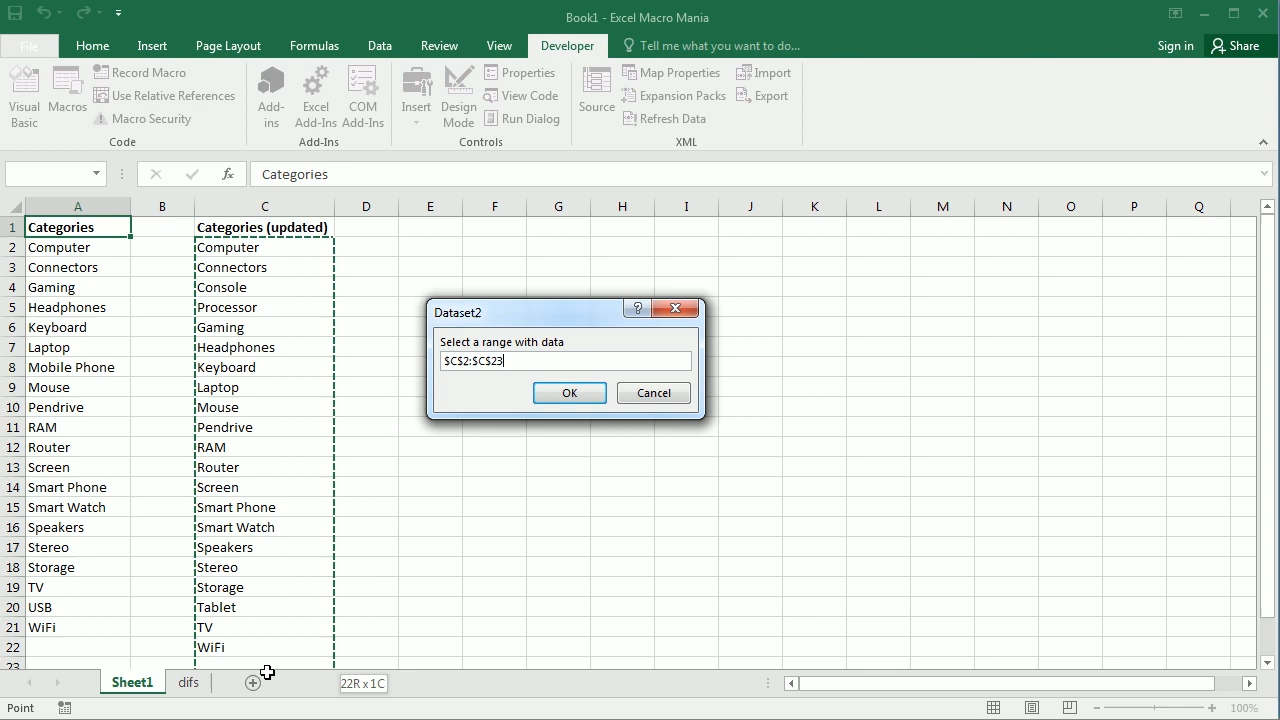 Book1 - Excel Macro Mania
File Home Insert Page Layout Formulas Data Review View Developer Tell me what you want to do... Sign in Share
Visual Basic
Macros
Record Macro
Use Relative References
Macro Security
Code
Add-ins
Excel Add-Ins
COM Add-Ins
Add-Ins
Insert
Design Mode
Properties
View Code
Run Dialog
Controls
Source
Map Properties
Expansion Packs
Refresh Data
Import
Export
XML
fx Categories
A B C D E F G H I J K L M N O P Q
1 Categories Categories (updated)
2 Computer Computer
3 Connectors Connectors
4 Gaming Console
5 Headphones Processor
6 Keyboard Gaming
7 Laptop Headphones
8 Mobile Phone Keyboard
9 Mouse Laptop
10 Pendrive Mouse
11 RAM Pendrive
12 Router RAM
13 Screen Router
14 Smart Phone Screen
15 Smart Watch Smart Phone
16 Speakers Smart Watch
17 Stereo Speakers
18 Storage Stereo
19 TV Storage
20 USB Tablet
21 WiFi TV
22 WiFi
23
Dataset2
Select a range with data
$C$2:$C$23
OK Cancel
Sheet1 difs 22R x 1C
Point 100%